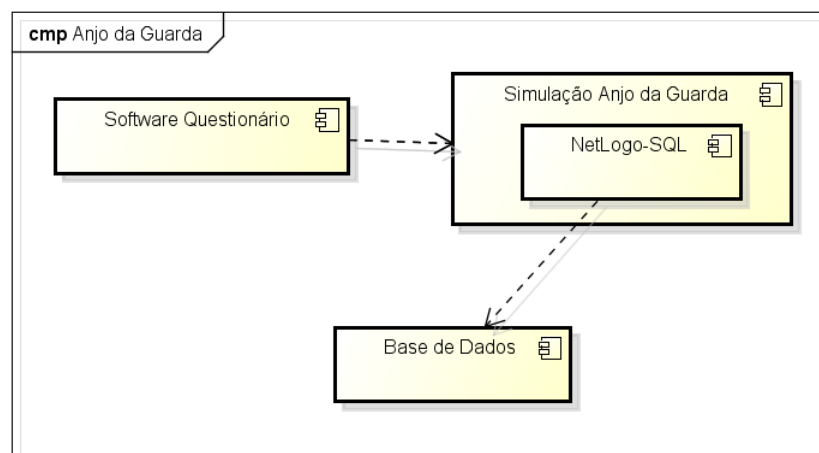 cmp Anjo da Guarda
Simulação Anjo da Guarda
Software Questionário
NetLogo-SQL
Base de Dados